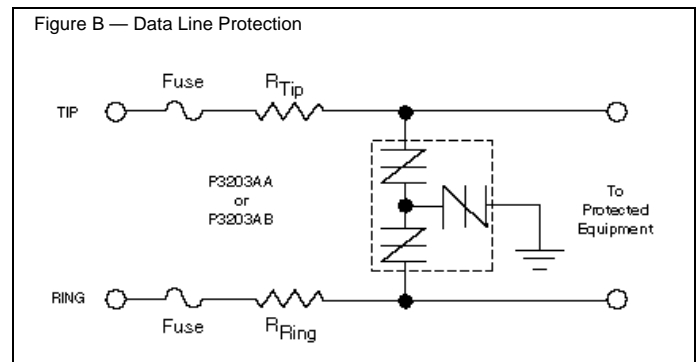 Figure B — Data Line Protection
Fuse
RTip
TIP
P3203AA
or
P3203AB
To
Protected
Equipment
RING
Fuse
RRing